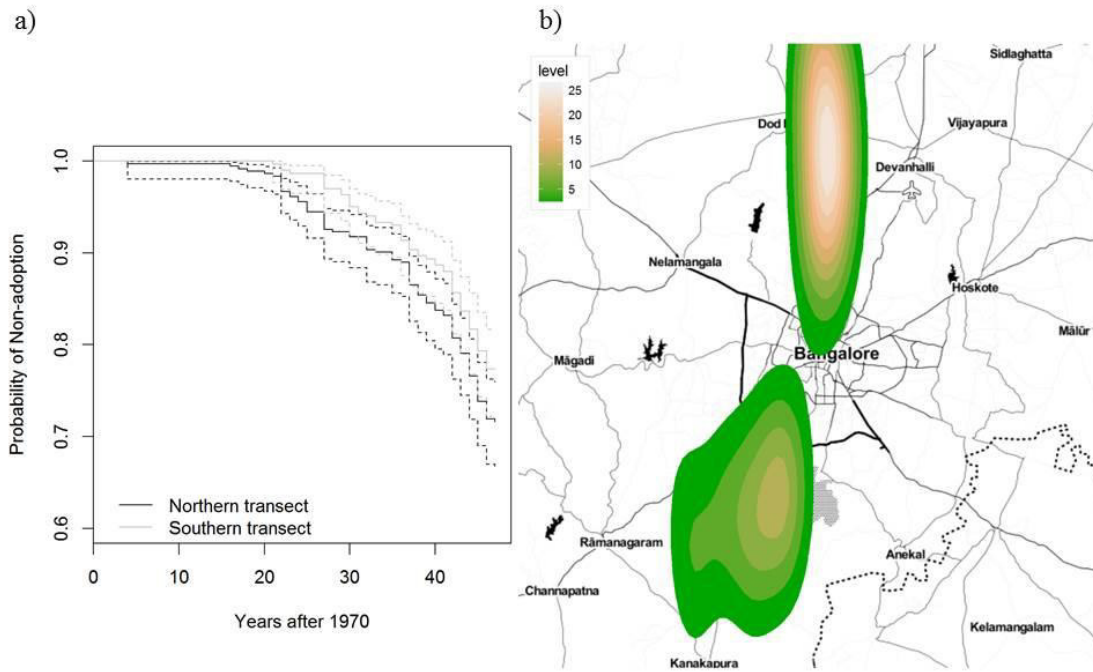 a)
b)
Probability of Non-adoption
1.0
0.9
0.8
0.7
0.6
Northern transect
Southern transect
0
10
20
30
40
Years after 1970
level
25
20
15
10
5
Sidlaghatta
Dod
Vijayapura
Devanhalli
Nelamangala
Hoskote
Mālūr
Bangalore
Māgadi
Rāmanagaram
Anekal
Channapatna
Kelamangalam
Kanakapura